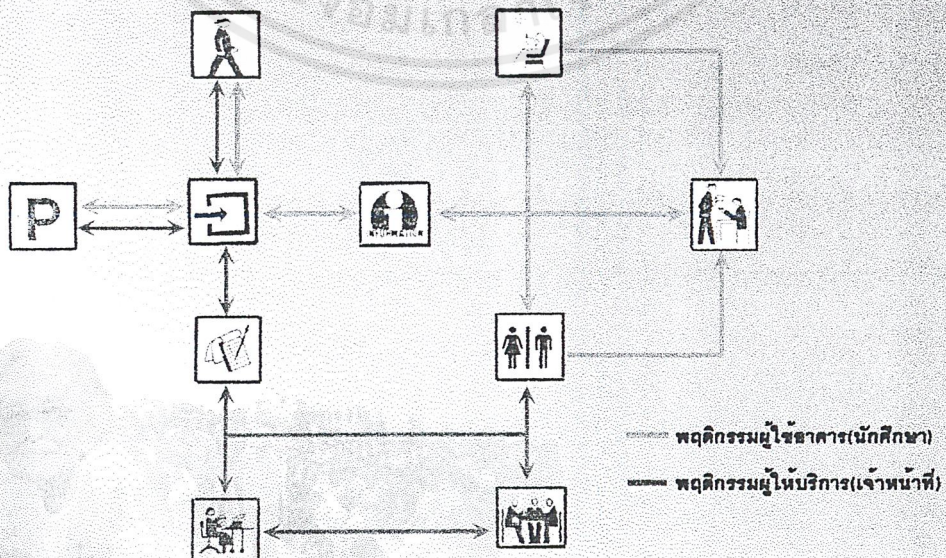 P
INFORMATION
พฤติกรรมผู้ใช้อาคาร(นักศึกษา)
พฤติกรรมผู้ให้บริการ(เจ้าหน้าที่)